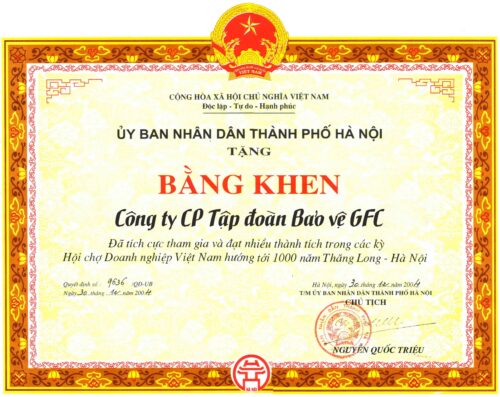 VIỆT NAM
CỘNG HÒA XÃ HỘI CHỦ NGHĨA VIỆT NAM
Độc lập - Tự do - Hạnh phúc
ỦY BAN NHÂN DÂN THÀNH PHỐ HÀ NỘI
TẶNG
BẰNG KHEN
Công ty CP Tập đoàn Bảo vệ GFC
Đã tích cực tham gia và đạt nhiều thành tích trong các kỳ
Hội chợ Doanh nghiệp Việt Nam hướng tới 1000 năm Thăng Long - Hà Nội
Quyết định số : 9636 /QĐ-UB
Ngày 30 .tháng .12. năm 2004
Hà Nội, ngày 30. tháng 12. năm 2004
T/M ỦY BAN NHÂN DÂN THÀNH PHỐ HÀ NỘI
CHỦ TỊCH
NGUYỄN QUỐC TRIỆU
HÀ NỘI